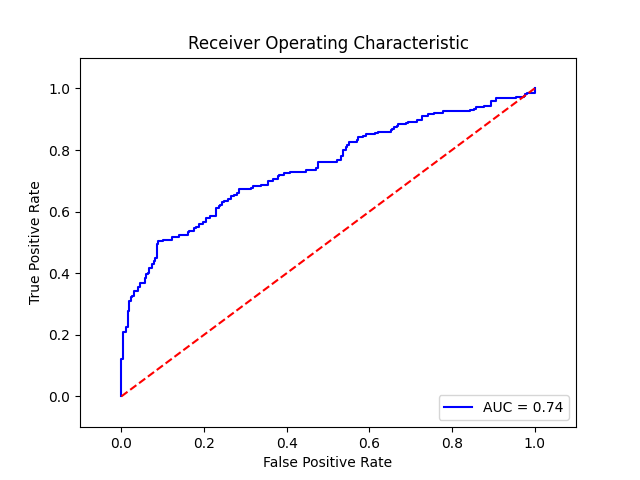 Receiver Operating Characteristic
True Positive Rate
1.0
0.8
0.6
0.4
0.2
0.0
AUC = 0.74
0.0 0.2 0.4 0.6 0.8 1.0
False Positive Rate